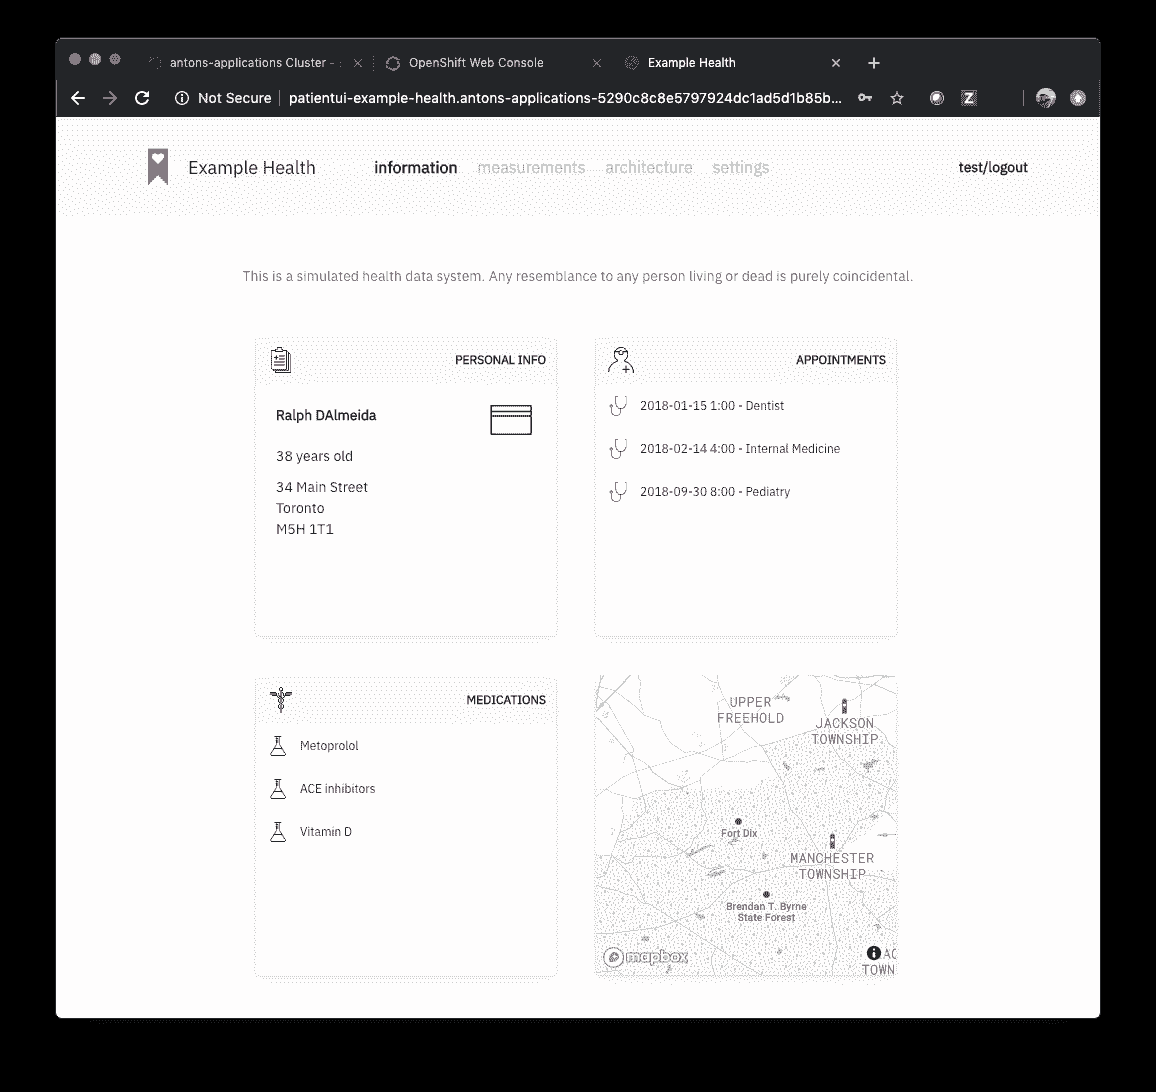 antons-applications Cluster -
OpenShift Web Console
Example Health
Not Secure
patientui-example-health.antons-applications-5290c8c8e5797924dc1ad5d1b85b...
Example Health
information
measurements
architecture
settings
test/logout
This is a simulated health data system. Any resemblance to any person living or dead is purely coincidental.
PERSONAL INFO
Ralph DAlmeida
38 years old
34 Main Street
Toronto
M5H 1T1
APPOINTMENTS
2018-01-15 1:00 - Dentist
2018-02-14 4:00 - Internal Medicine
2018-09-30 8:00 - Pediatry
MEDICATIONS
Metoprolol
ACE inhibitors
Vitamin D
UPPER
FREEHOLD
JACKSON
TOWNSHIP
Fort Dix
MANCHESTER
TOWNSHIP
Brendan T. Byrne
State Forest
mapbox
AC
TOWN